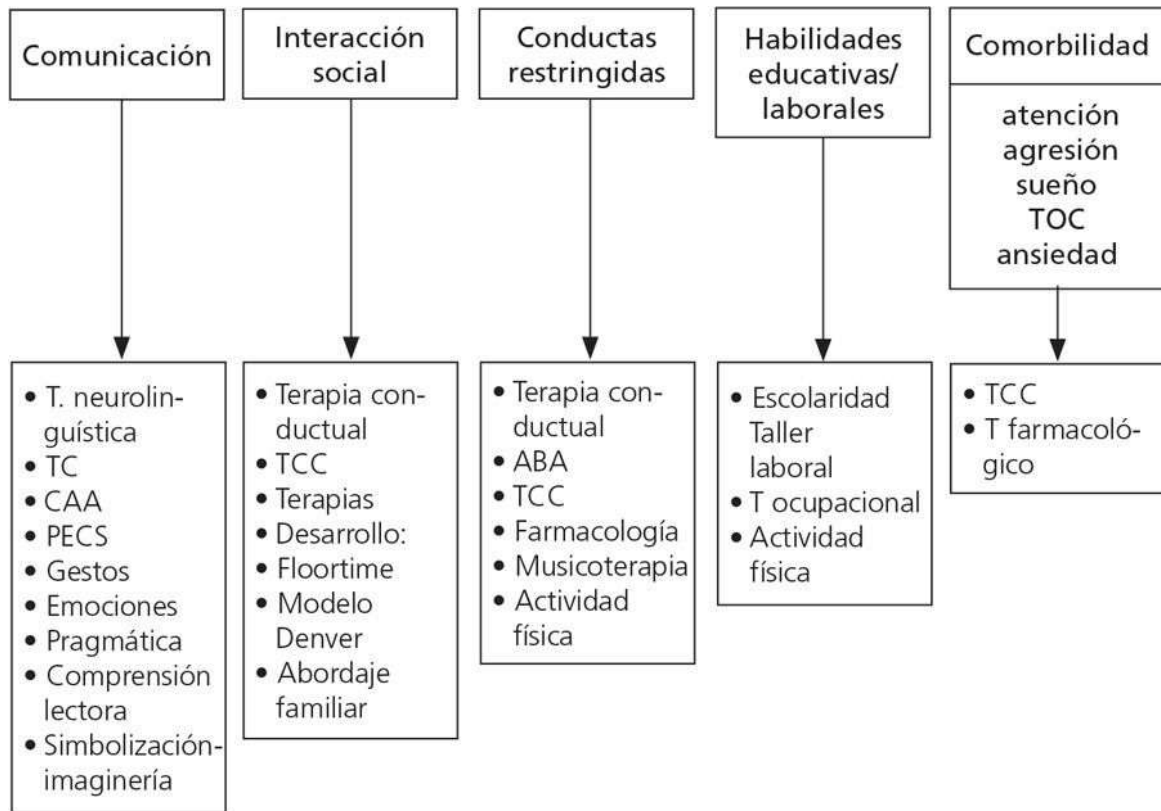 Comunicación
Interacción
social
Conductas
restringidas
Habilidades
educativas/
laborales
Comorbilidad
atención
agresión
sueño
TOC
ansiedad
• T. neurolin-
guística
• TC
• CAA
• PECS
• Gestos
• Emociones
• Pragmática
• Comprensión
lectora
• Simbolización-
imaginería
• Terapia con-
ductual
• TCC
• Terapias
• Desarrollo:
• Floortime
• Modelo
Denver
• Abordaje
familiar
• Terapia con-
ductual
• ABA
• TCC
• Farmacología
• Musicoterapia
• Actividad
física
• Escolaridad
Taller
laboral
• T ocupacional
• Actividad
física
• TCC
• T farmacoló-
gico